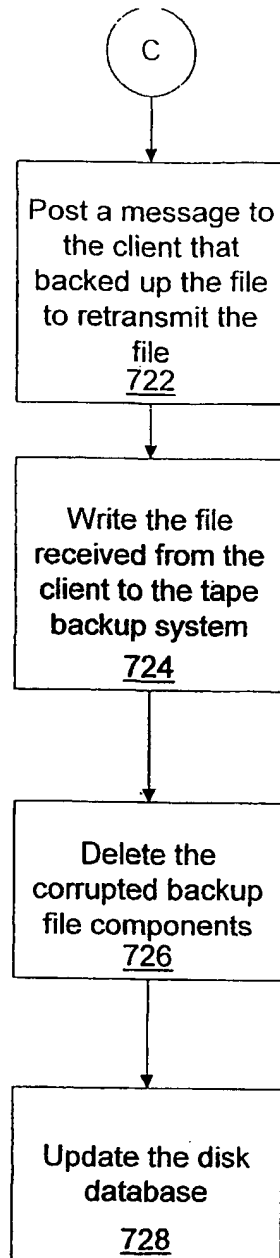 C
Post a message to
the client that
backed up the file
to retransmit the
file
722
Write the file
received from the
client to the tape
backup system
724
Delete the
corrupted backup
file components
726
Update the disk
database
728